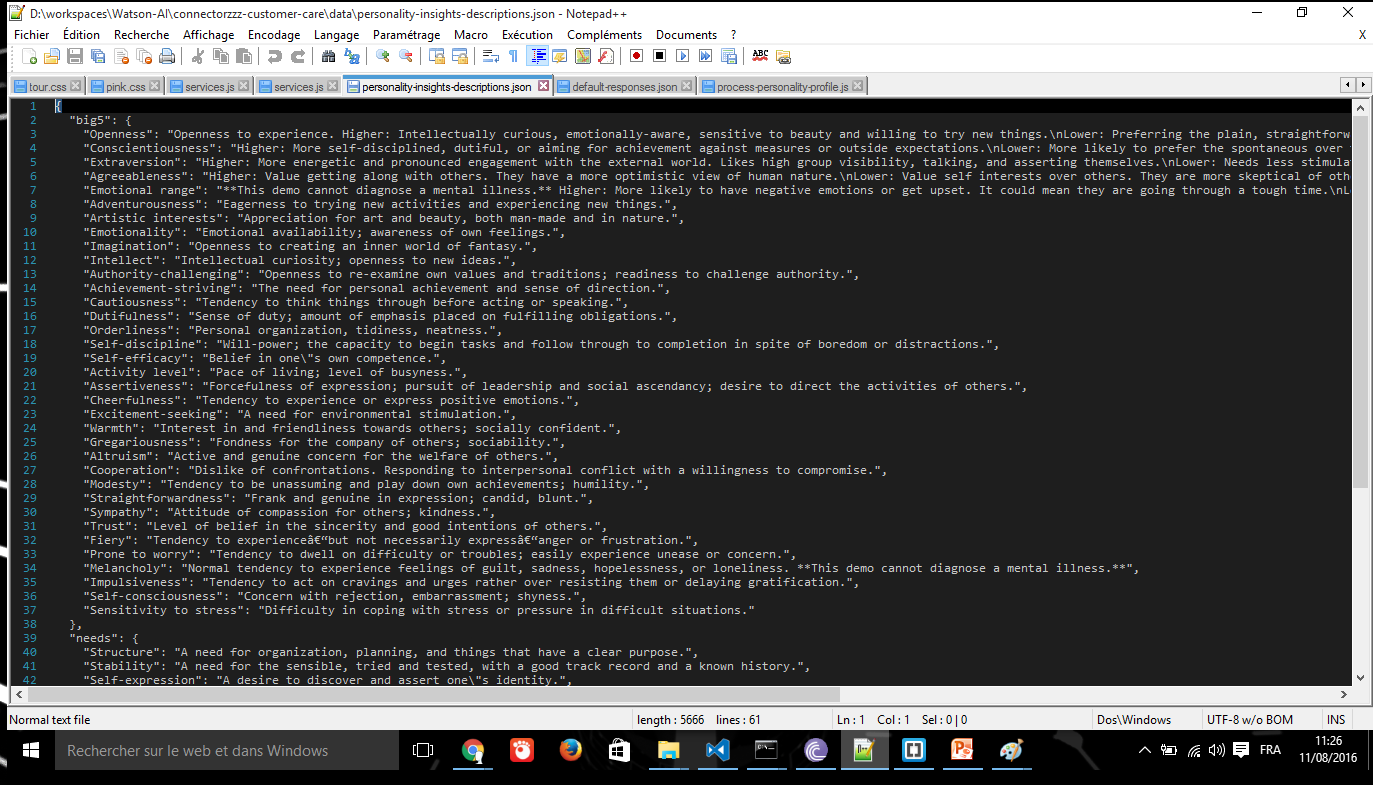 D:\workspaces\Watson-AI\connectorzzz-customer-care\data\personality-insights-descriptions.json - Notepad++
Fichier Édition Recherche Affichage Encodage Langage Paramétrage Macro Exécution Compléments Documents ? X
ABC
tour.css pink.css services.js services.js personality-insights-descriptions.json default-responses.json process-personality-profile.js
1 {
2 "big5": {
3 "Openness": "Openness to experience. Higher: Intellectually curious, emotionally-aware, sensitive to beauty and willing to try new things.\nLower: Preferring the plain, straightforw
4 "Conscientiousness": "Higher: More self-disciplined, dutiful, or aiming for achievement against measures or outside expectations.\nLower: More likely to prefer the spontaneous over
5 "Extraversion": "Higher: More energetic and pronounced engagement with the external world. Likes high group visibility, talking, and asserting themselves.\nLower: Needs less stimula
6 "Agreeableness": "Higher: Value getting along with others. They have a more optimistic view of human nature.\nLower: Value self interests over others. They are more skeptical of oth
7 "Emotional range": "**This demo cannot diagnose a mental illness.** Higher: More likely to have negative emotions or get upset. It could mean they are going through a tough time.\nL
8 "Adventurousness": "Eagerness to trying new activities and experiencing new things.",
9 "Artistic interests": "Appreciation for art and beauty, both man-made and in nature.",
10 "Emotionality": "Emotional availability; awareness of own feelings.",
11 "Imagination": "Openness to creating an inner world of fantasy.",
12 "Intellect": "Intellectual curiosity; openness to new ideas.",
13 "Authority-challenging": "Openness to re-examine own values and traditions; readiness to challenge authority.",
14 "Achievement-striving": "The need for personal achievement and sense of direction.",
15 "Cautiousness": "Tendency to think things through before acting or speaking.",
16 "Dutifulness": "Sense of duty; amount of emphasis placed on fulfilling obligations.",
17 "Orderliness": "Personal organization, tidiness, neatness.",
18 "Self-discipline": "Will-power; the capacity to begin tasks and follow through to completion in spite of boredom or distractions.",
19 "Self-efficacy": "Belief in one\"s own competence.",
20 "Activity level": "Pace of living; level of busyness.",
21 "Assertiveness": "Forcefulness of expression; pursuit of leadership and social ascendancy; desire to direct the activities of others.",
22 "Cheerfulness": "Tendency to experience or express positive emotions.",
23 "Excitement-seeking": "A need for environmental stimulation.",
24 "Warmth": "Interest in and friendliness towards others; socially confident.",
25 "Gregariousness": "Fondness for the company of others; sociability.",
26 "Altruism": "Active and genuine concern for the welfare of others.",
27 "Cooperation": "Dislike of confrontations. Responding to interpersonal conflict with a willingness to compromise.",
28 "Modesty": "Tendency to be unassuming and play down own achievements; humility.",
29 "Straightforwardness": "Frank and genuine in expression; candid, blunt.",
30 "Sympathy": "Attitude of compassion for others; kindness.",
31 "Trust": "Level of belief in the sincerity and good intentions of others.",
32 "Fiery": "Tendency to experienceâ€“but not necessarily expressâ€“anger or frustration.",
33 "Prone to worry": "Tendency to dwell on difficulty or troubles; easily experience unease or concern.",
34 "Melancholy": "Normal tendency to experience feelings of guilt, sadness, hopelessness, or loneliness. **This demo cannot diagnose a mental illness.**",
35 "Impulsiveness": "Tendency to act on cravings and urges rather over resisting them or delaying gratification.",
36 "Self-consciousness": "Concern with rejection, embarrassment; shyness.",
37 "Sensitivity to stress": "Difficulty in coping with stress or pressure in difficult situations."
38 },
39 "needs": {
40 "Structure": "A need for organization, planning, and things that have a clear purpose.",
41 "Stability": "A need for the sensible, tried and tested, with a good track record and a known history.",
42 "Self-expression": "A desire to discover and assert one\"s identity.",
Normal text file length : 5666 lines : 61 Ln : 1 Col : 1 Sel : 0 | 0 Dos\Windows UTF-8 w/o BOM INS
Rechercher sur le web et dans Windows FRA 11:26
11/08/2016